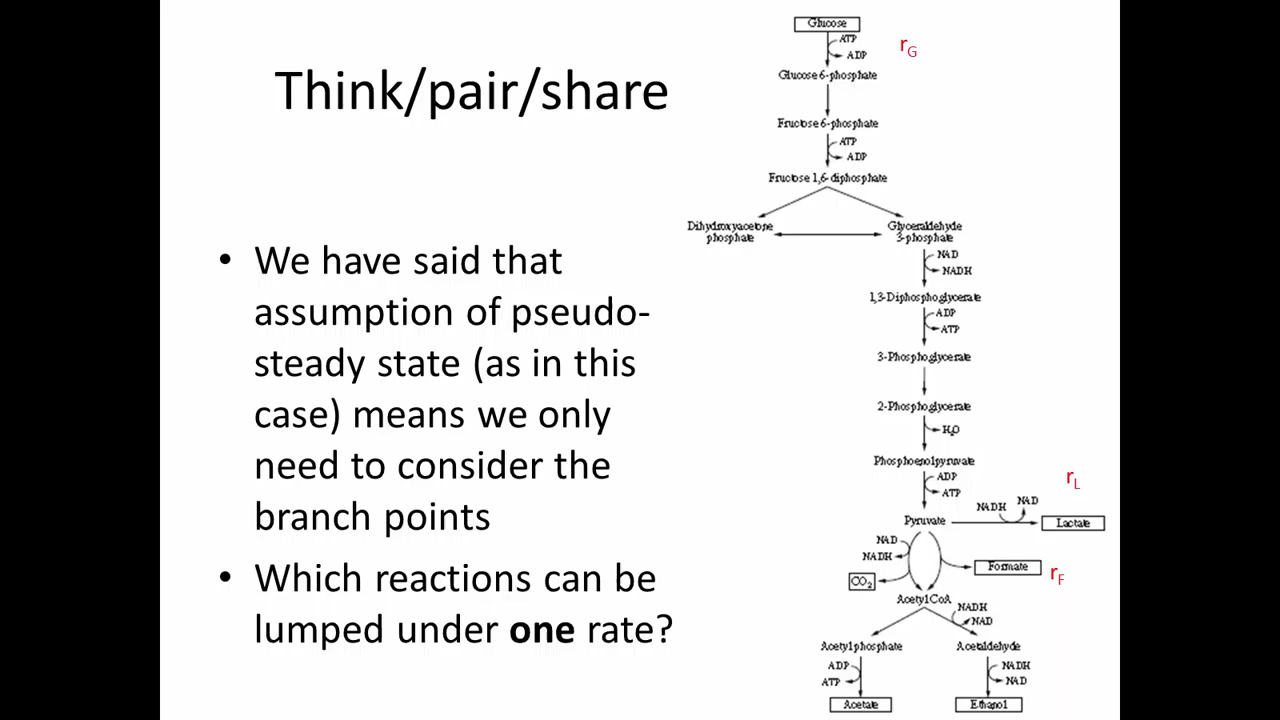 Think/pair/share
• We have said that
assumption of pseudo-
steady state (as in this
case) means we only
need to consider the
branch points
• Which reactions can be
lumped under one rate?
Glucose
rG
ATP
ADP
Glucose 6-phosphate
Fructose 6-phosphate
ATP
ADP
Fructose 1,6-diphosphate
Dihydroxyacetone
phosphate
Glyceraldehyde
3-phosphate
NAD
NADH
1,3-Diphosphoglycerate
ADP
ATP
3-Phosphoglycerate
2-Phosphoglycerate
H2O
Phosphoenolpyruvate
ADP
ATP
rL
Pyruvate
NADH
NAD
Lactate
NAD
NADH
CO2
Formate
rF
Acetyl CoA
NADH
NAD
Acetyl phosphate
Acetaldehyde
ADP
ATP
NADH
NAD
Acetate
Ethanol